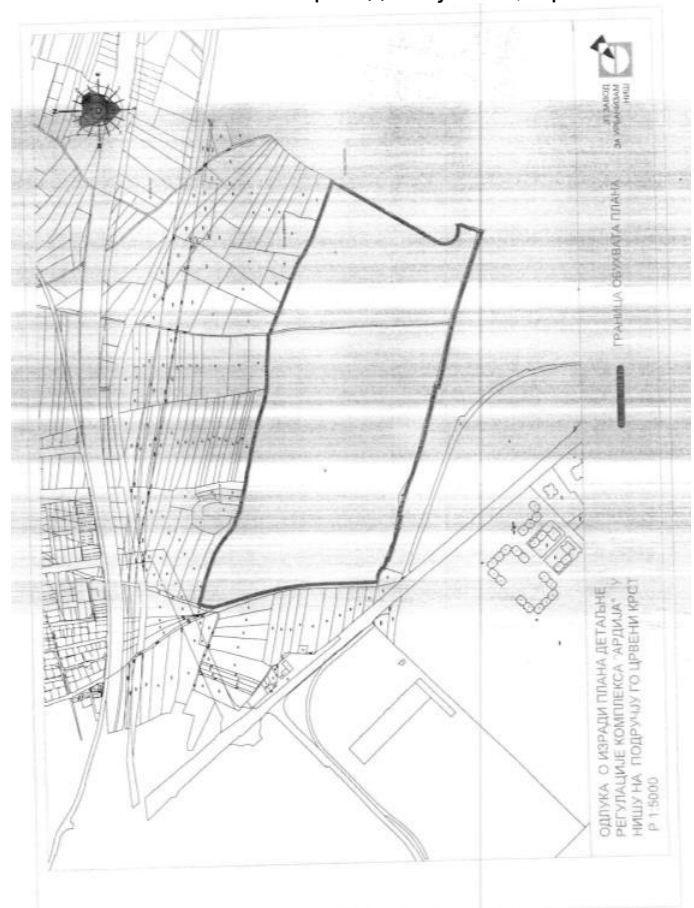 ЈП ЗАВОД
ЗА УРБАНИЗАМ
НИШ
ГРАНИЦА ОБУХВАТА ПЛАНА
ОДЛУКА О ИЗРАДИ ПЛАНА ДЕТАЉНЕ
РЕГУЛАЦИЈЕ КОМПЛЕКСА "АРДИЈА" У
НИШУ НА ПОДРУЧЈУ ГО ЦРВЕНИ КРСТ
Р 1:5000